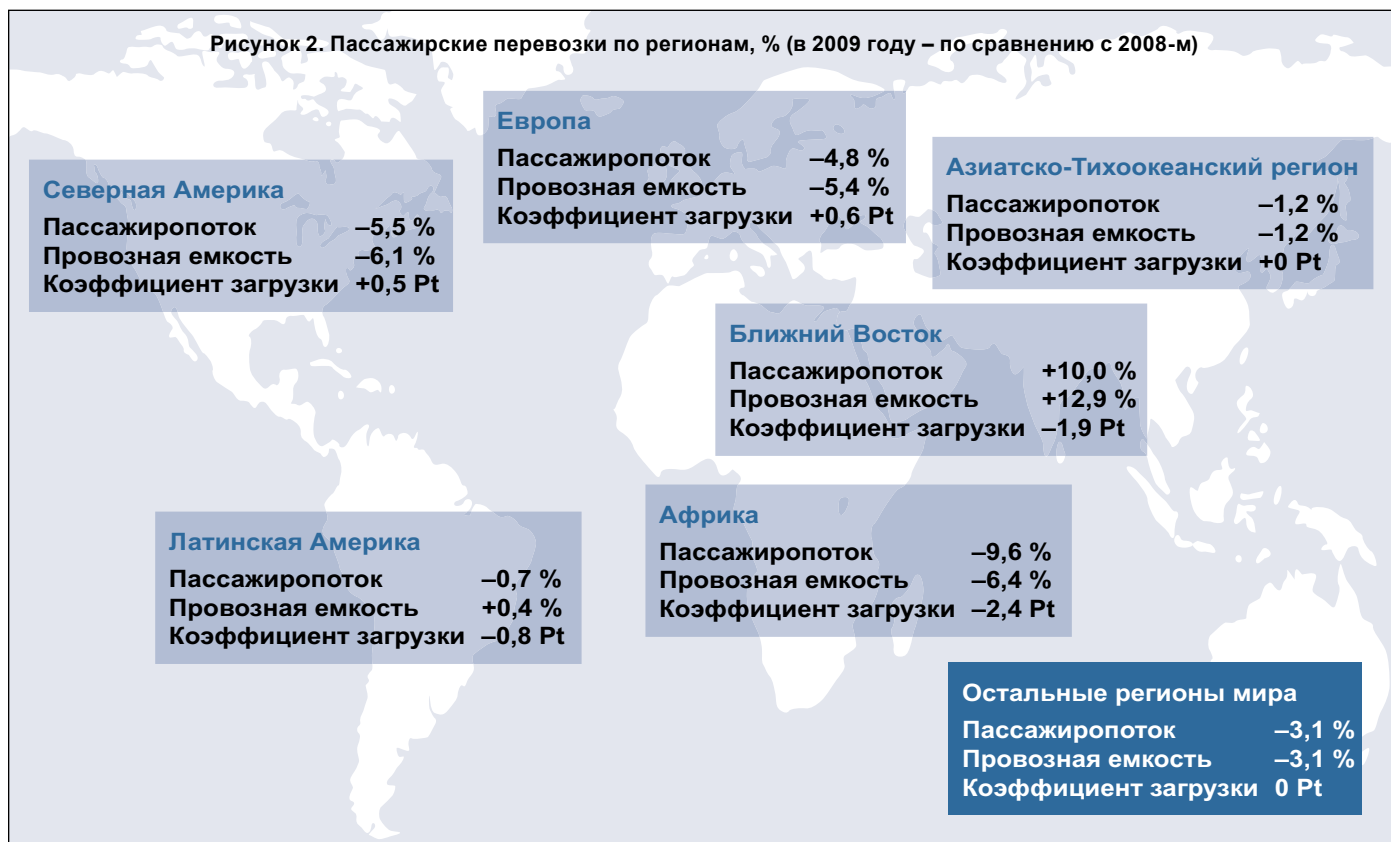 Рисунок 2. Пассажирские перевозки по регионам, % (в 2009 году – по сравнению с 2008-м)
Европа
Пассажиропоток –4,8 %
Провозная емкость –5,4 %
Коэффициент загрузки +0,6 Pt
Азиатско-Тихоокеанский регион
Пассажиропоток –1,2 %
Провозная емкость –1,2 %
Коэффициент загрузки +0 Pt
Северная Америка
Пассажиропоток –5,5 %
Провозная емкость –6,1 %
Коэффициент загрузки +0,5 Pt
Ближний Восток
Пассажиропоток +10,0 %
Провозная емкость +12,9 %
Коэффициент загрузки –1,9 Pt
Африка
Пассажиропоток –9,6 %
Провозная емкость –6,4 %
Коэффициент загрузки –2,4 Pt
Латинская Америка
Пассажиропоток –0,7 %
Провозная емкость +0,4 %
Коэффициент загрузки –0,8 Pt
Остальные регионы мира
Пассажиропоток –3,1 %
Провозная емкость –3,1 %
Коэффициент загрузки 0 Pt